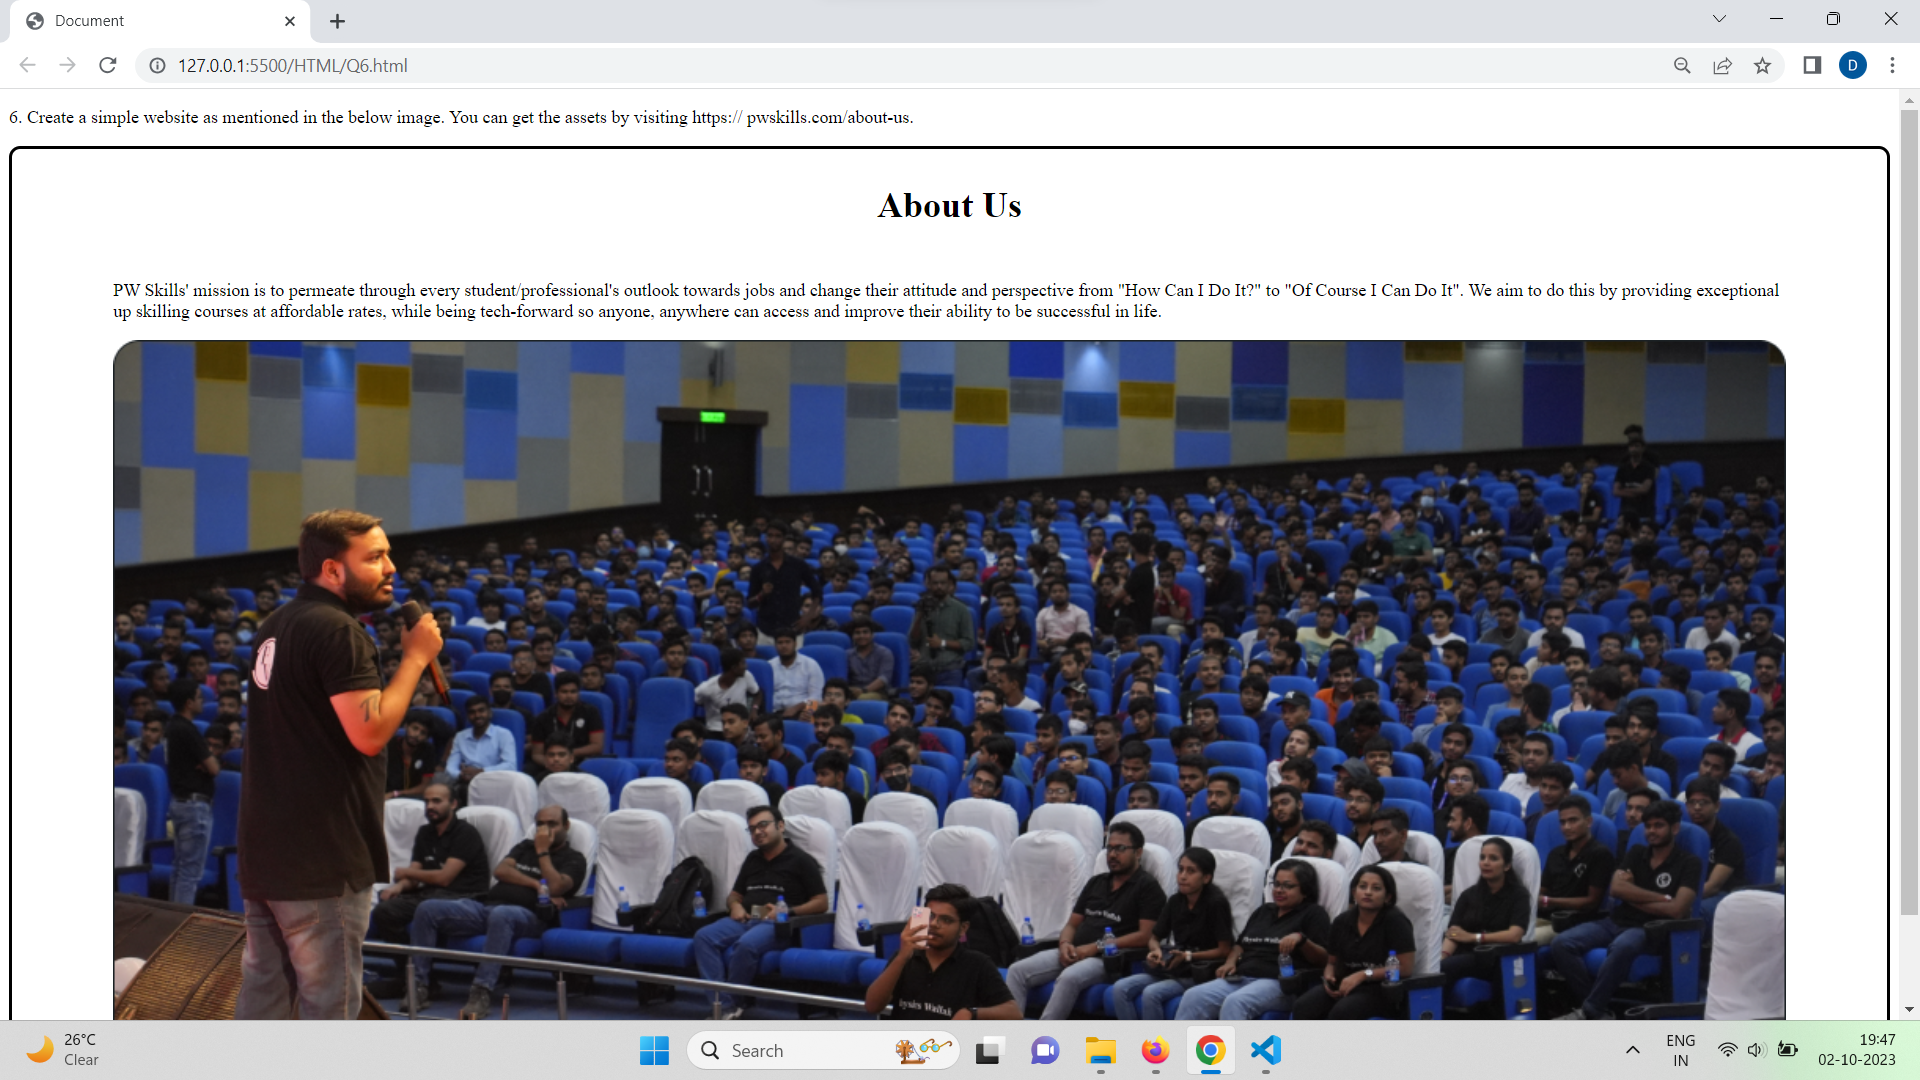 Document
127.0.0.1:5500/HTML/Q6.html
D
6. Create a simple website as mentioned in the below image. You can get the assets by visiting https:// pwskills.com/about-us.
About Us
PW Skills' mission is to permeate through every student/professional's outlook towards jobs and change their attitude and perspective from "How Can I Do It?" to "Of Course I Can Do It". We aim to do this by providing exceptional
up skilling courses at affordable rates, while being tech-forward so anyone, anywhere can access and improve their ability to be successful in life.
26°C
Clear
Search
ENG
IN
19:47
02-10-2023